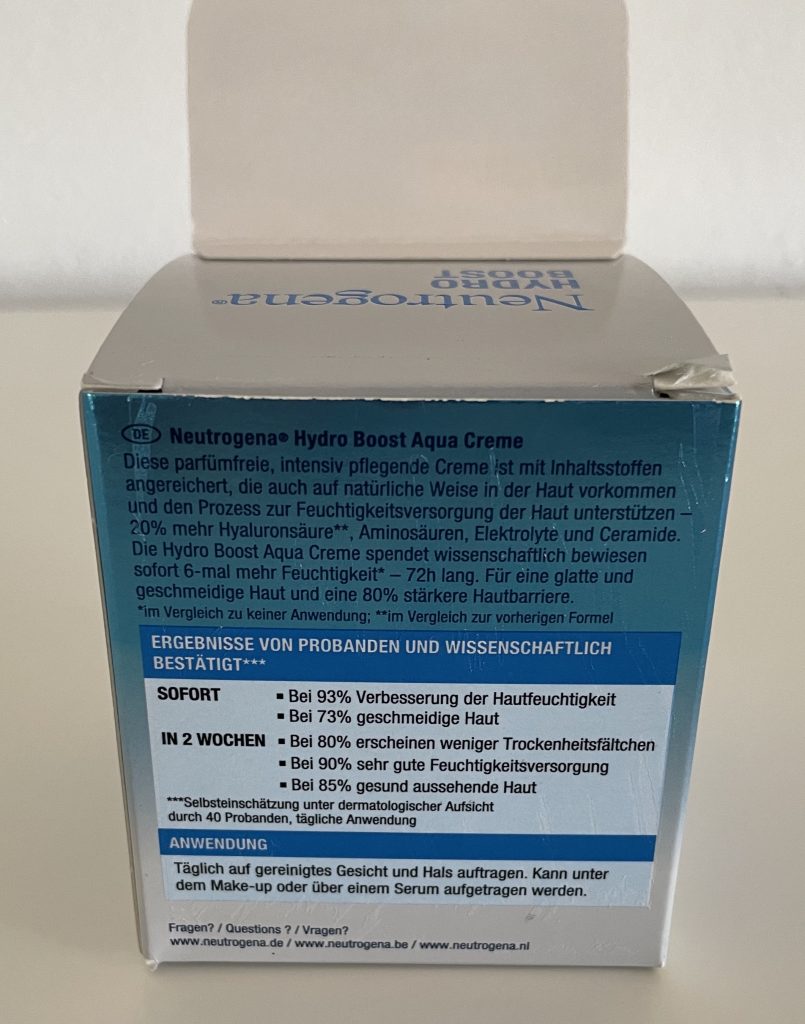 Neutrogena®
HYDRO
BOOST
DE Neutrogena® Hydro Boost Aqua Creme
Diese parfümfreie, intensiv pflegende Creme ist mit Inhaltsstoffen
angereichert, die auch auf natürliche Weise in der Haut vorkommen
und den Prozess zur Feuchtigkeitsversorgung der Haut unterstützen –
20% mehr Hyaluronsäure**, Aminosäuren, Elektrolyte und Ceramide.
Die Hydro Boost Aqua Creme spendet wissenschaftlich bewiesen
sofort 6-mal mehr Feuchtigkeit* – 72h lang. Für eine glatte und
geschmeidige Haut und eine 80% stärkere Hautbarriere.
*im Vergleich zu keiner Anwendung; **im Vergleich zur vorherigen Formel
ERGEBNISSE VON PROBANDEN UND WISSENSCHAFTLICH
BESTÄTIGT***
SOFORT ▪ Bei 93% Verbesserung der Hautfeuchtigkeit
▪ Bei 73% geschmeidige Haut
IN 2 WOCHEN ▪ Bei 80% erscheinen weniger Trockenheitsfältchen
▪ Bei 90% sehr gute Feuchtigkeitsversorgung
▪ Bei 85% gesund aussehende Haut
***Selbsteinschätzung unter dermatologischer Aufsicht
durch 40 Probanden, tägliche Anwendung
ANWENDUNG
Täglich auf gereinigtes Gesicht und Hals auftragen. Kann unter
dem Make-up oder über einem Serum aufgetragen werden.
Fragen? / Questions ? / Vragen?
www.neutrogena.de / www.neutrogena.be / www.neutrogena.nl